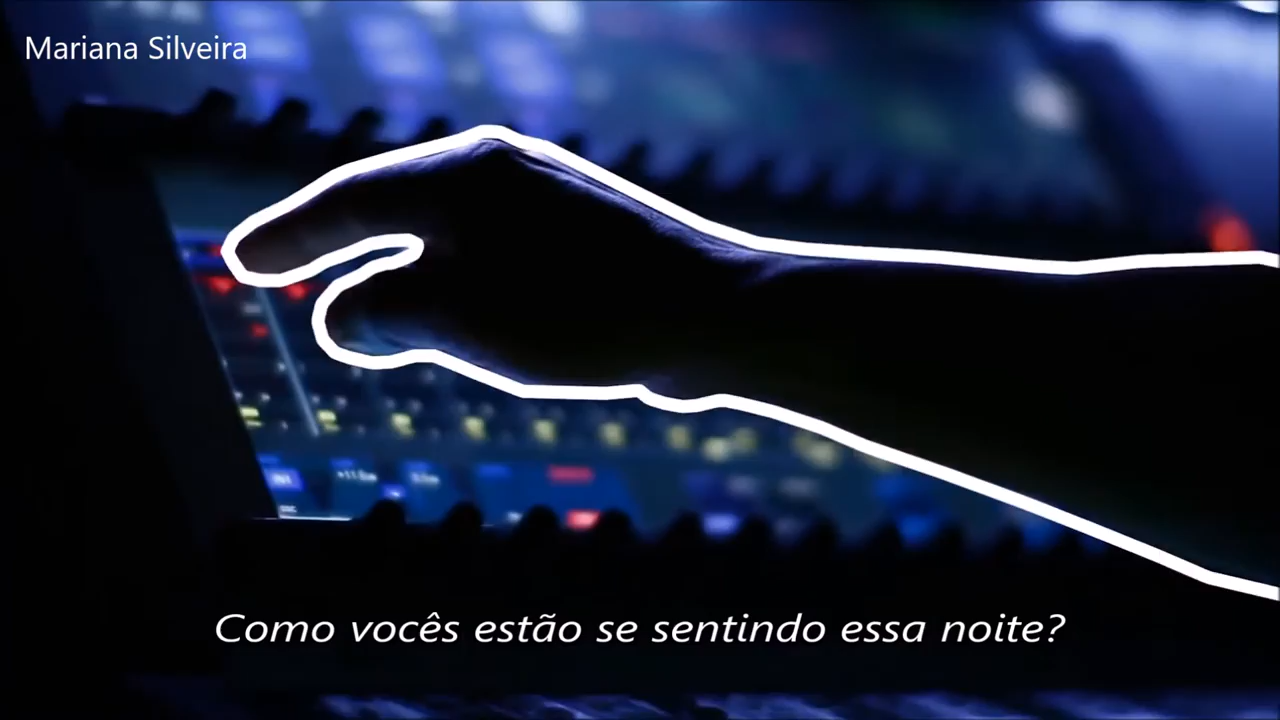 Mariana Silveira
Como vocês estão se sentindo essa noite?